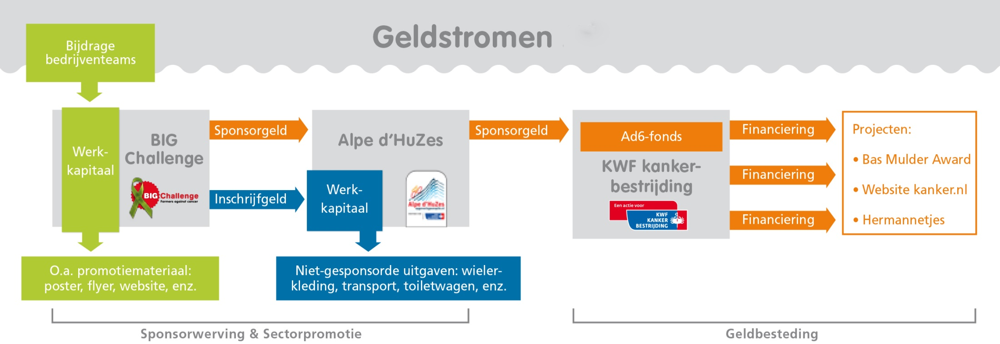 Geldstromen
Bijdrage
bedrijventeams
Werk-
kapitaal
BIG
Challenge
BIG Challenge
Farmers against cancer
O.a. promotiemateriaal:
poster, flyer, website, enz.
Sponsorgeld
Inschrijfgeld
Alpe d’HuZes
Werk-
kapitaal
Alpe d'HuZes
Niet-gesponsorde uitgaven: wieler-
kleding, transport, toiletwagen, enz.
Sponsorgeld
Ad6-fonds
KWF kanker-
bestrijding
Een actie voor
KWF
KANKER
BESTRIJDING
Financiering
Financiering
Financiering
Projecten:
• Bas Mulder Award
• Website kanker.nl
• Hermannetjes
Sponsorwerving & Sectorpromotie
Geldbesteding